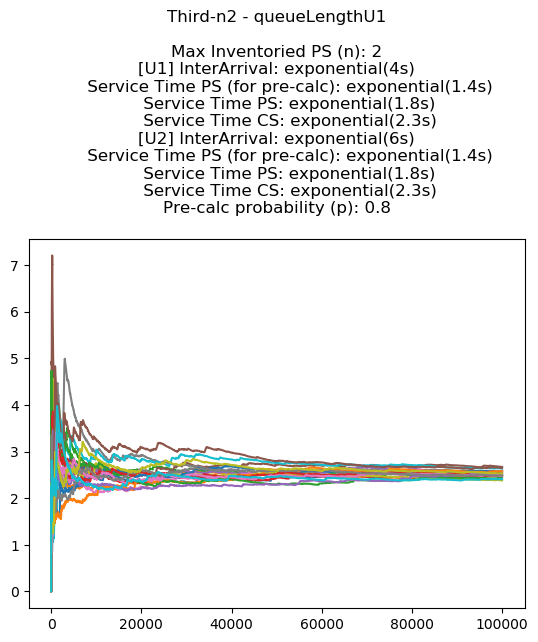 Third-n2 - queueLengthU1
Max Inventoried PS (n): 2
[U1] InterArrival: exponential(4s)
Service Time PS (for pre-calc): exponential(1.4s)
Service Time PS: exponential(1.8s)
Service Time CS: exponential(2.3s)
[U2] InterArrival: exponential(6s)
Service Time PS (for pre-calc): exponential(1.4s)
Service Time PS: exponential(1.8s)
Service Time CS: exponential(2.3s)
Pre-calc probability (p): 0.8
7
6
5
4
3
2
1
0
0 20000 40000 60000 80000 100000